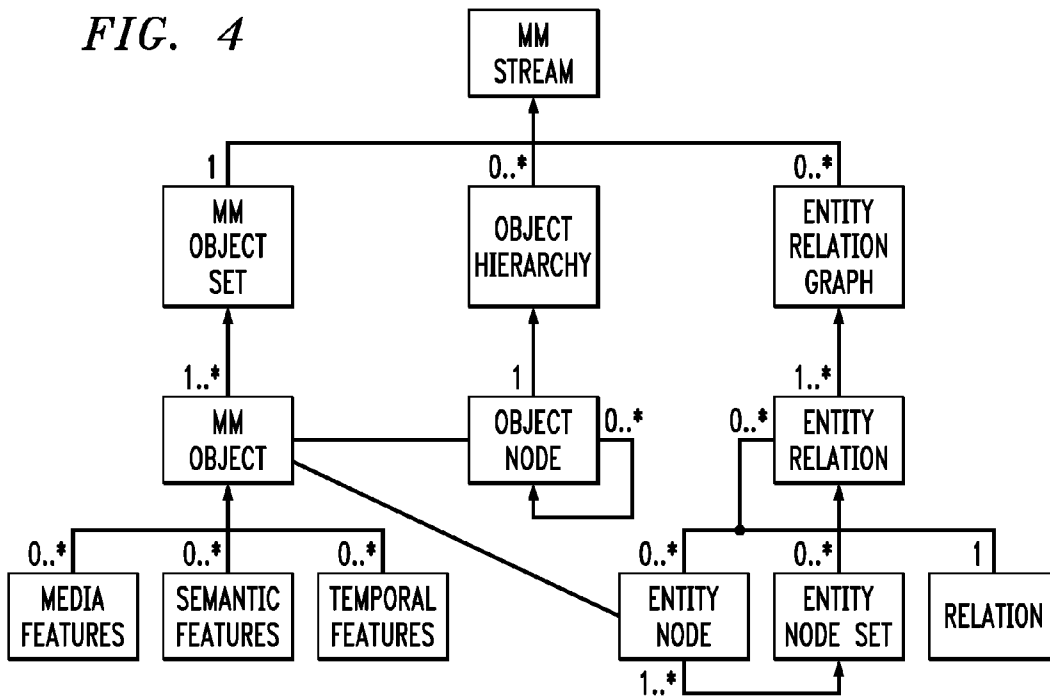 FIG. 4
MM
STREAM
1
0..*
0..*
MM
OBJECT
SET
OBJECT
HIERARCHY
ENTITY
RELATION
GRAPH
1..*
1
1..*
MM
OBJECT
OBJECT
NODE
0..*
0..*
ENTITY
RELATION
0..*
0..*
0..*
0..*
0..*
1
MEDIA
FEATURES
SEMANTIC
FEATURES
TEMPORAL
FEATURES
ENTITY
NODE
ENTITY
NODE SET
RELATION
1..*